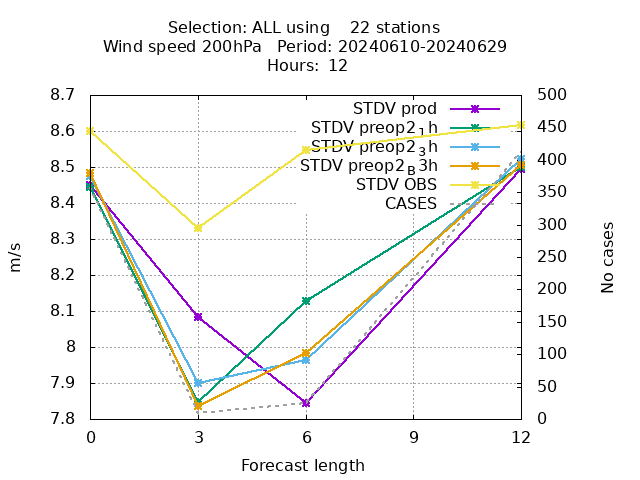 Selection: ALL using    22 stations
Wind speed 200hPa   Period: 20240610-20240629
Hours:  12
8.7
8.6
8.5
8.4
8.3
8.2
8.1
8
7.9
7.8
m/s
STDV prod
STDV preop2₁h
STDV preop2₃h
STDV preop2_B3h
STDV OBS
CASES
500
450
400
350
300
250
200
150
100
50
0
No cases
0 3 6 9 12
Forecast length